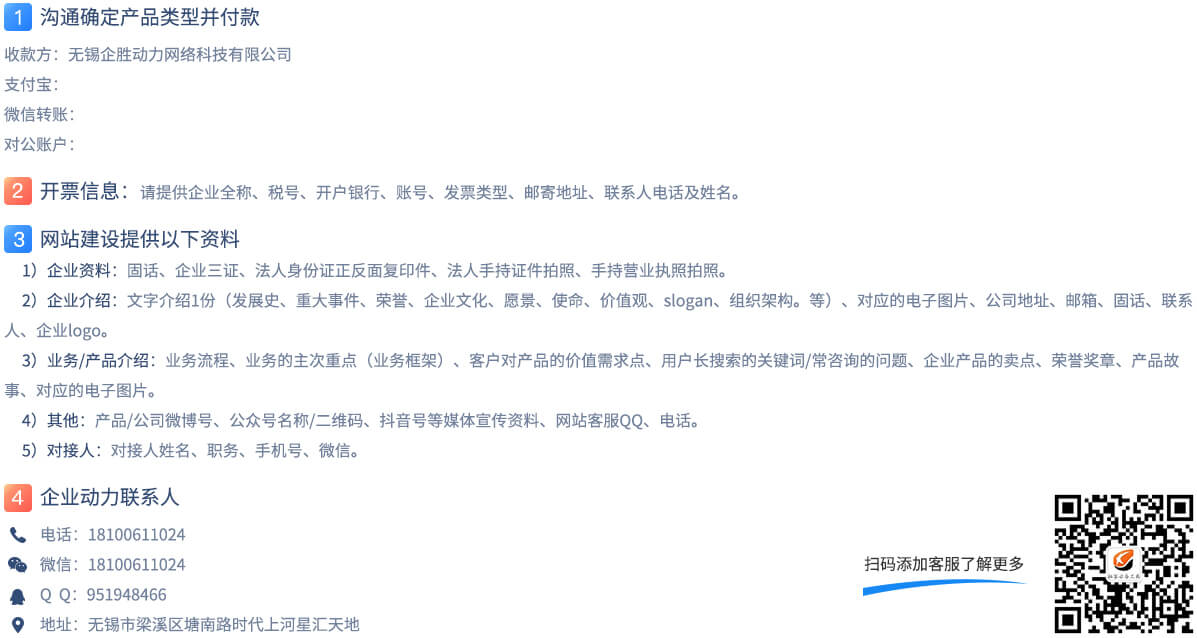 1 沟通确定产品类型并付款
收款方：无锡企胜动力网络科技有限公司
支付宝：
微信转账：
对公账户：
2 开票信息：请提供企业全称、税号、开户银行、账号、发票类型、邮寄地址、联系人电话及姓名。
3 网站建设提供以下资料
1）企业资料：固话、企业三证、法人身份证正反面复印件、法人手持证件拍照、手持营业执照拍照。
2）企业介绍：文字介绍1份（发展史、重大事件、荣誉、企业文化、愿景、使命、价值观、slogan、组织架构。等）、对应的电子图片、公司地址、邮箱、固话、联系
人、企业logo。
3）业务/产品介绍：业务流程、业务的主次重点（业务框架）、客户对产品的价值需求点、用户长搜索的关键词/常咨询的问题、企业产品的卖点、荣誉奖章、产品故
事、对应的电子图片。
4）其他：产品/公司微博号、公众号名称/二维码、抖音号等媒体宣传资料、网站客服QQ、电话。
5）对接人：对接人姓名、职务、手机号、微信。
4 企业动力联系人
电话：18100611024
微信：18100611024
Q Q：951948466
地址：无锡市梁溪区塘南路时代上河星汇天地
扫码添加客服了解更多